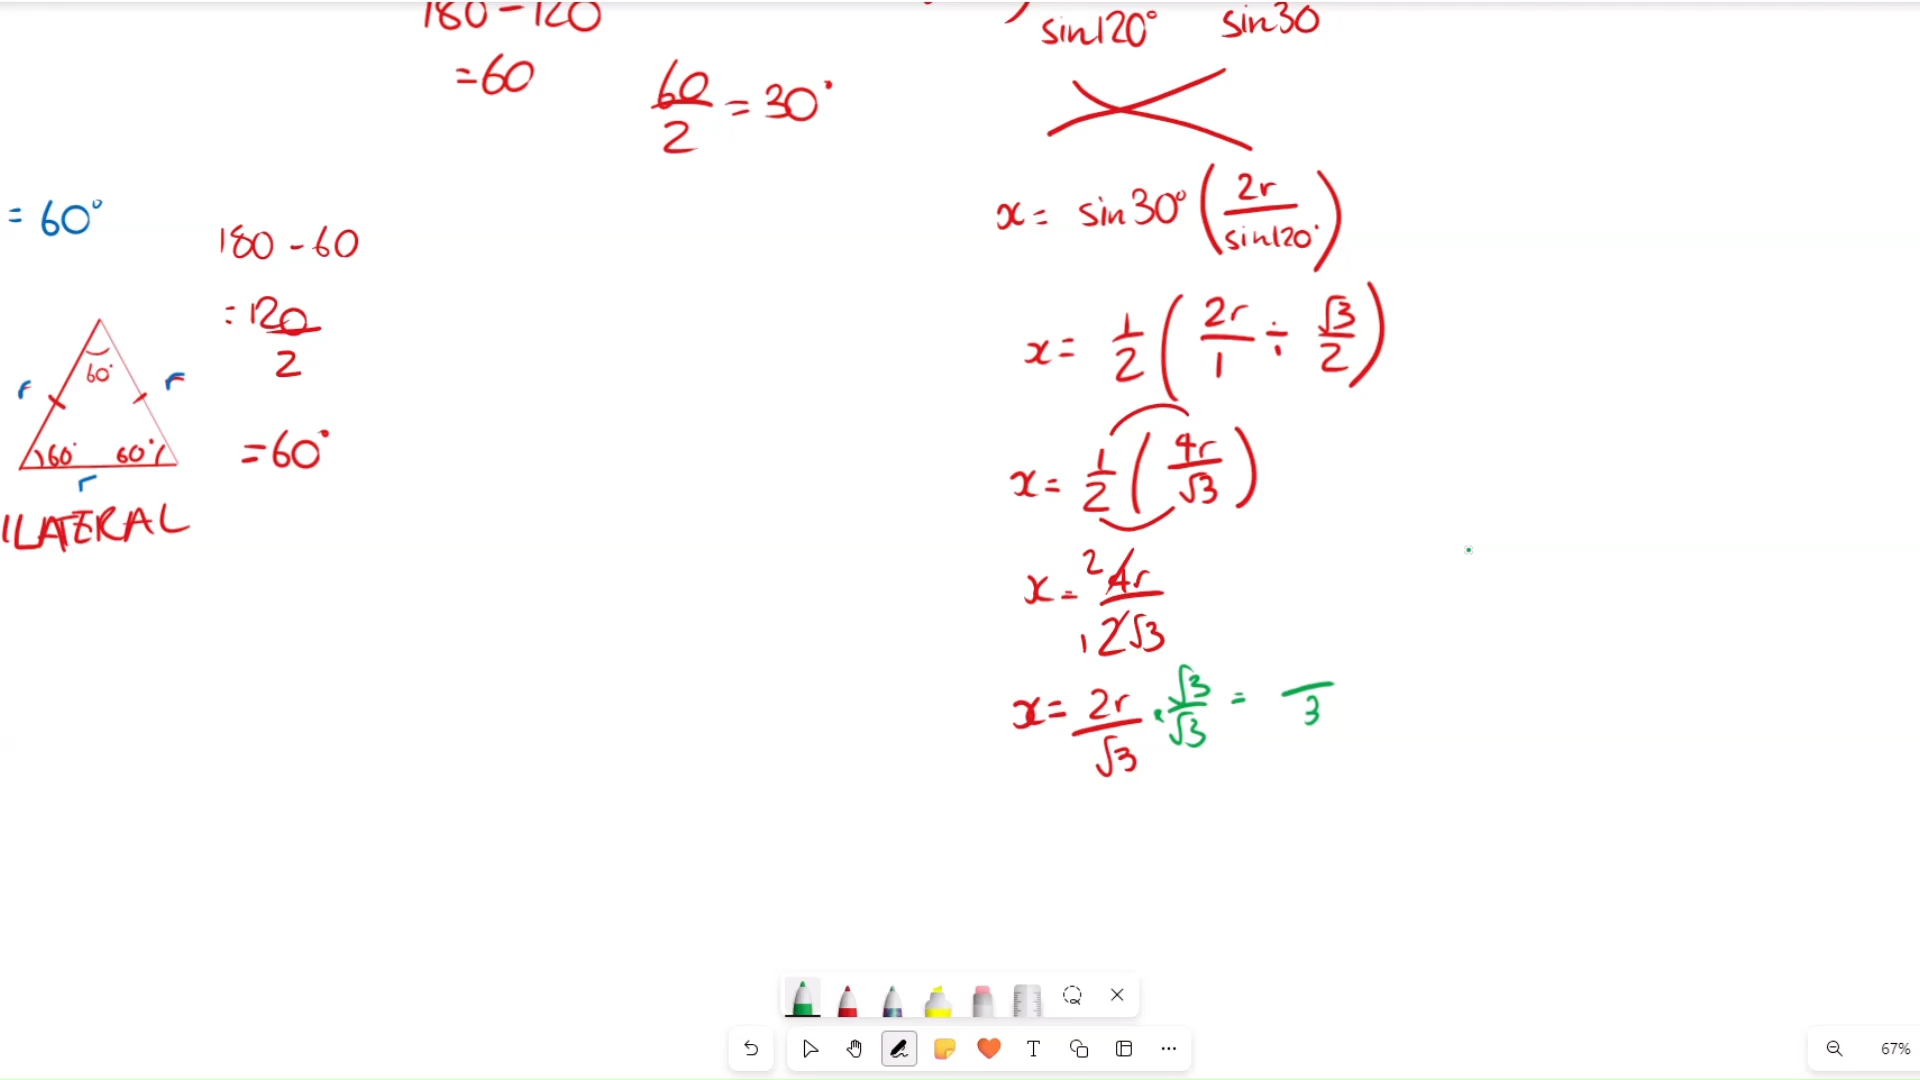 180 - 120
= 60
60/2 = 30°
= 60°
180 - 60
= 120/2
= 60°
60°
r r
60° 60°
r
ILATERAL
sin120° sin30
x = sin30° (2r/sin120°)
x = 1/2 (2r/1 ÷ √3/2)
x = 1/2 (4r/√3)
x = 2 4r/1 2√3
x = 2r/√3 · √3/√3 = /3
T
67%